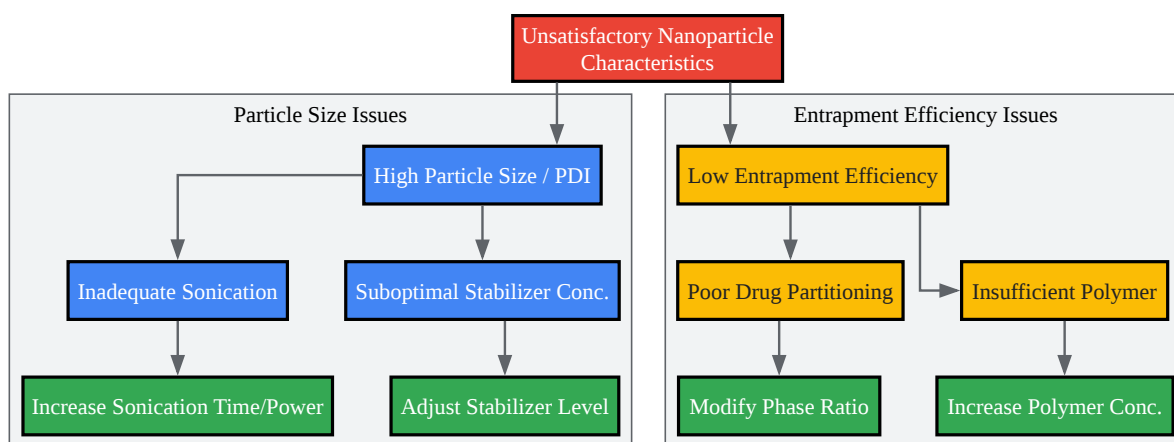 Unsatisfactory Nanoparticle
Characteristics
Particle Size Issues
Entrapment Efficiency Issues
High Particle Size / PDI
Low Entrapment Efficiency
Inadequate Sonication
Suboptimal Stabilizer Conc.
Poor Drug Partitioning
Insufficient Polymer
Increase Sonication Time/Power
Adjust Stabilizer Level
Modify Phase Ratio
Increase Polymer Conc.